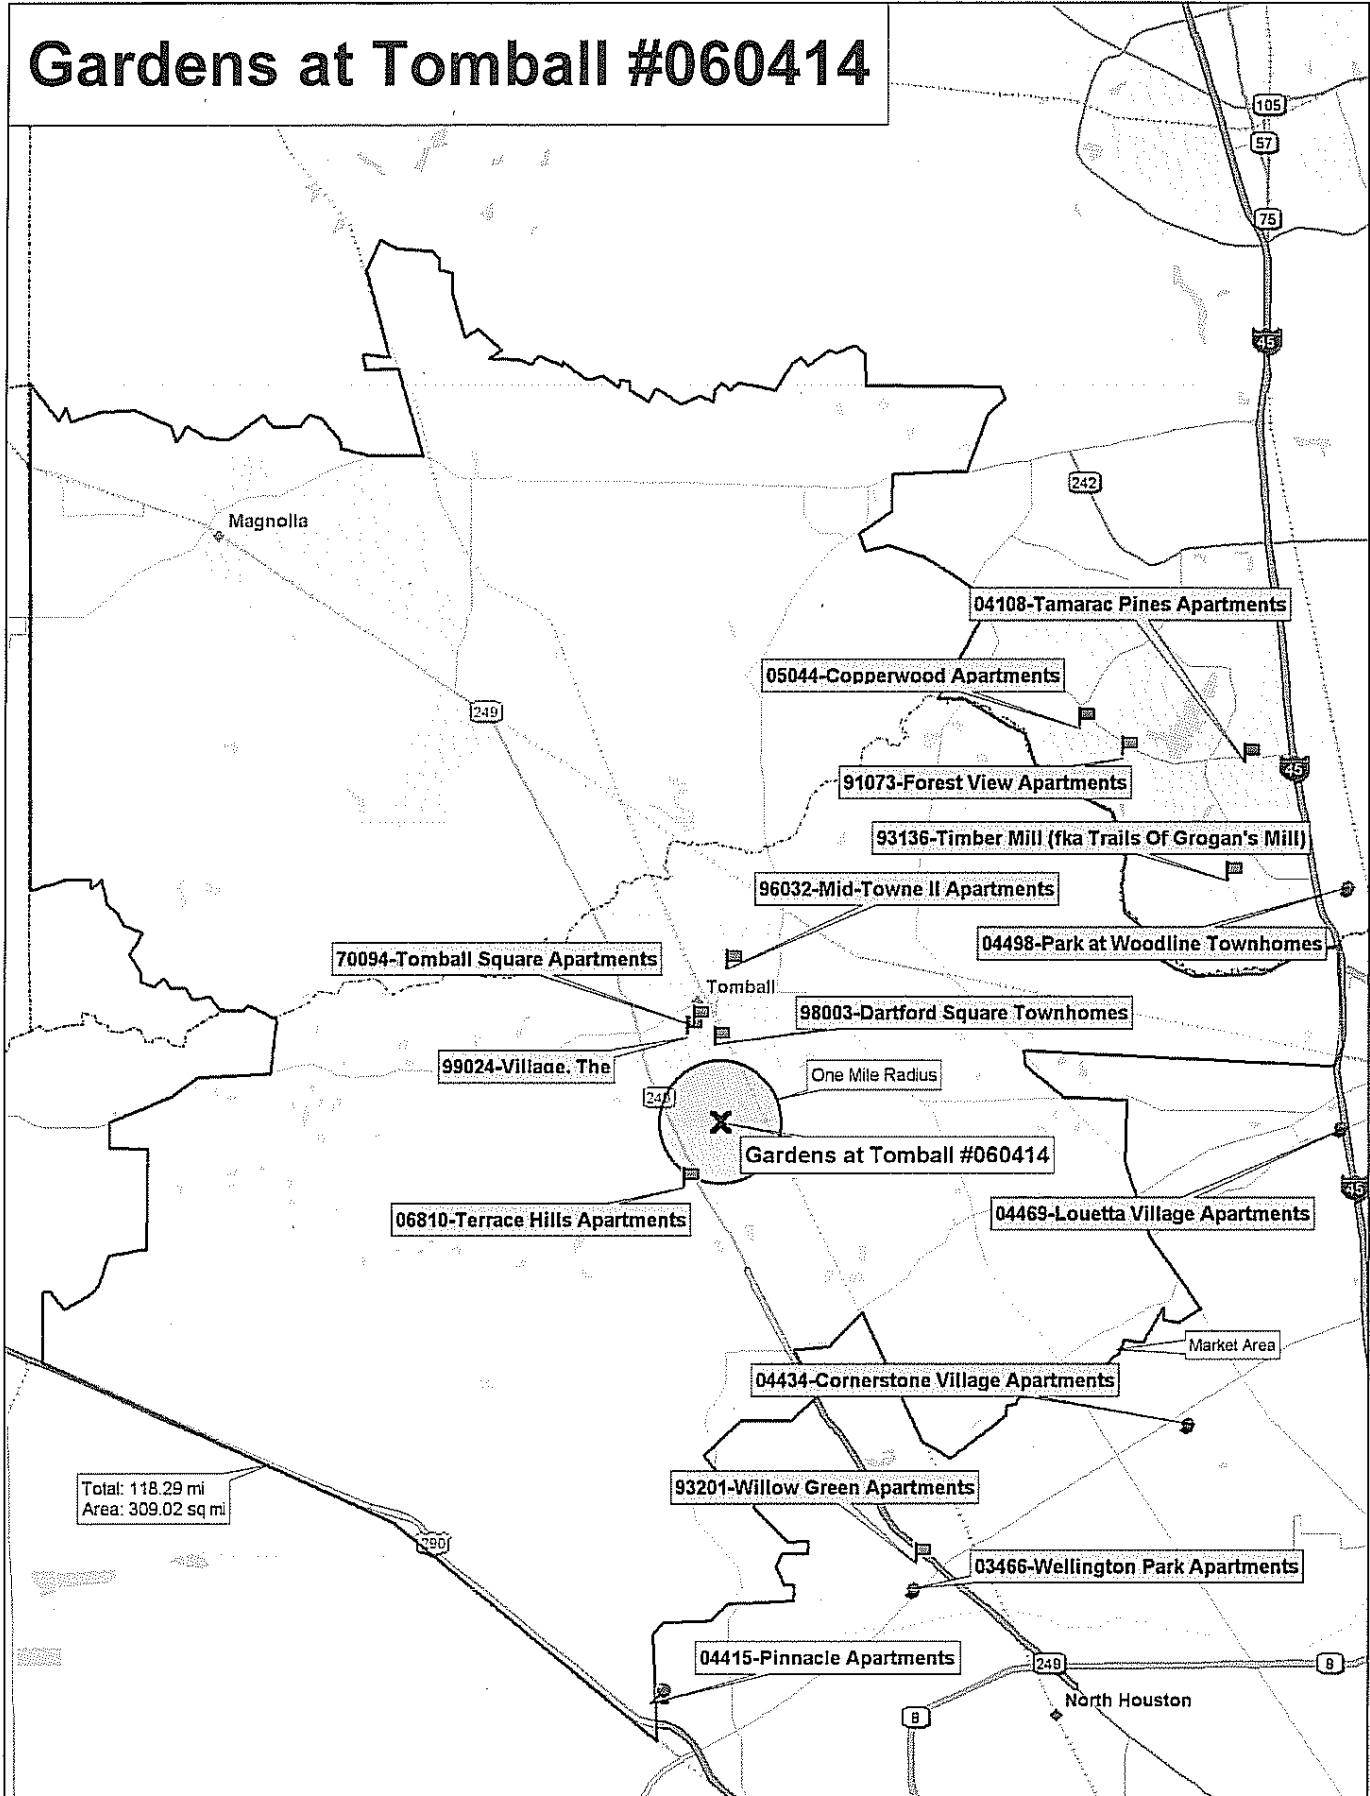 Gardens at Tomball #060414
105
57
75
45
242
Magnolla
04108-Tamarac Pines Apartments
05044-Copperwood Apartments
249
45
91073-Forest View Apartments
93136-Timber Mill (fka Trails Of Grogan's Mill)
96032-Mid-Towne II Apartments
04498-Park at Woodline Townhomes
70094-Tomball Square Apartments
Tomball
98003-Dartford Square Townhomes
99024-Village, The
One Mile Radius
249
Gardens at Tomball #060414
45
06810-Terrace Hills Apartments
04469-Louetta Village Apartments
Market Area
04434-Cornerstone Village Apartments
Total: 118.29 mi
Area: 309.02 sq mi
93201-Willow Green Apartments
290
03466-Wellington Park Apartments
04415-Pinnacle Apartments
249
8
North Houston
8